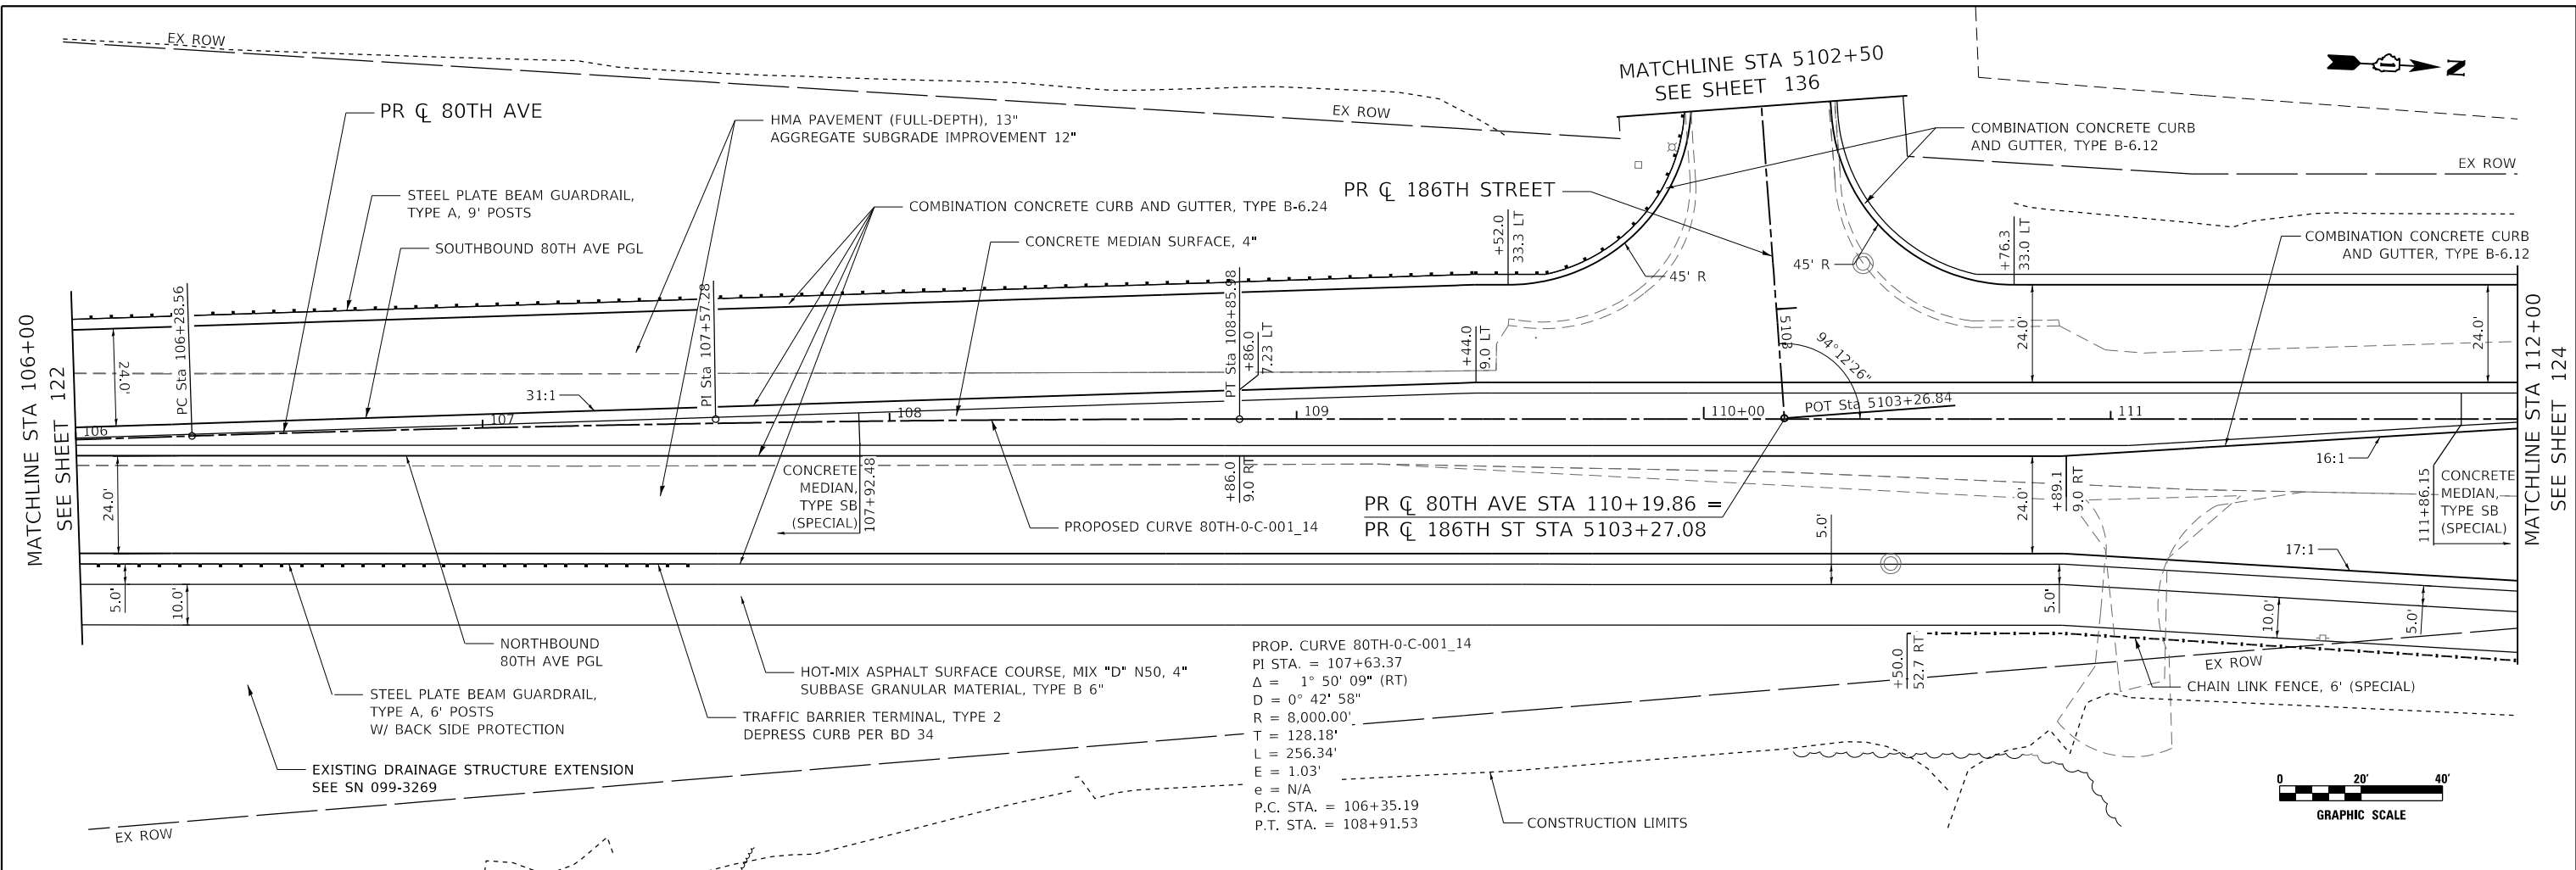 EX ROW
MATCHLINE STA 5102+50
SEE SHEET 136
N
PR ℄ 80TH AVE
HMA PAVEMENT (FULL-DEPTH), 13"
AGGREGATE SUBGRADE IMPROVEMENT 12"
EX ROW
COMBINATION CONCRETE CURB
AND GUTTER, TYPE B-6.12
EX ROW
STEEL PLATE BEAM GUARDRAIL,
TYPE A, 9' POSTS
PR ℄ 186TH STREET
COMBINATION CONCRETE CURB AND GUTTER, TYPE B-6.24
SOUTHBOUND 80TH AVE PGL
CONCRETE MEDIAN SURFACE, 4"
+52.0
33.3 LT
+76.3
33.0 LT
COMBINATION CONCRETE CURB
AND GUTTER, TYPE B-6.12
45' R
45' R
MATCHLINE STA 106+00
SEE SHEET 122
24.0'
PC Sta 106+28.56
PI Sta 107+57.28
PT Sta 108+85.98
+86.0
7.23 LT
+44.0
9.0 LT
5103
94°12'26"
24.0'
24.0'
MATCHLINE STA 112+00
SEE SHEET 124
31:1
POT Sta 5103+26.84
106
107
108
109
110+00
111
24.0'
CONCRETE
MEDIAN,
TYPE SB
(SPECIAL)
107+92.48
+86.0
9.0 RT
PR ℄ 80TH AVE STA 110+19.86 =
PR ℄ 186TH ST STA 5103+27.08
PROPOSED CURVE 80TH-0-C-001_14
5.0'
24.0'
+89.1
9.0 RT
16:1
111+86.15
CONCRETE
MEDIAN,
TYPE SB
(SPECIAL)
17:1
5.0'
10.0'
5.0'
10.0'
5.0'
NORTHBOUND
80TH AVE PGL
HOT-MIX ASPHALT SURFACE COURSE, MIX "D" N50, 4"
SUBBASE GRANULAR MATERIAL, TYPE B 6"
STEEL PLATE BEAM GUARDRAIL,
TYPE A, 6' POSTS
W/ BACK SIDE PROTECTION
TRAFFIC BARRIER TERMINAL, TYPE 2
DEPRESS CURB PER BD 34
EXISTING DRAINAGE STRUCTURE EXTENSION
SEE SN 099-3269
EX ROW
PROP. CURVE 80TH-0-C-001_14
PI STA. = 107+63.37
Δ = 1° 50' 09" (RT)
D = 0° 42' 58"
R = 8,000.00'
T = 128.18'
L = 256.34'
E = 1.03'
e = N/A
P.C. STA. = 106+35.19
P.T. STA. = 108+91.53
+50.0
52.7 RT
EX ROW
CHAIN LINK FENCE, 6' (SPECIAL)
CONSTRUCTION LIMITS
0 20' 40'
GRAPHIC SCALE